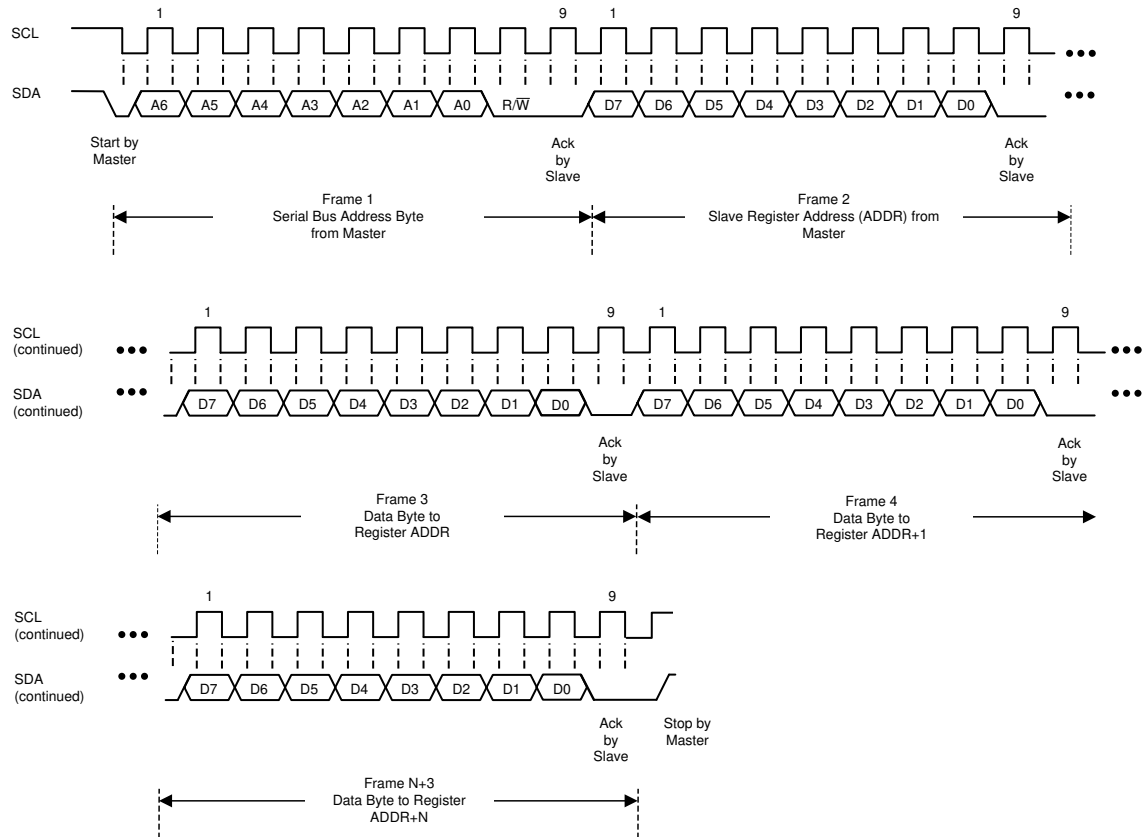 1 9 1 9
SCL
SDA
A6 A5 A4 A3 A2 A1 A0 R/W̅ D7 D6 D5 D4 D3 D2 D1 D0
Start by
Master
Ack
by
Slave
Ack
by
Slave
Frame 1
Serial Bus Address Byte
from Master
Frame 2
Slave Register Address (ADDR) from
Master
1 9 1 9
SCL
(continued)
SDA
(continued)
D7 D6 D5 D4 D3 D2 D1 D0 D7 D6 D5 D4 D3 D2 D1 D0
Ack
by
Slave
Ack
by
Slave
Frame 3
Data Byte to
Register ADDR
Frame 4
Data Byte to
Register ADDR+1
1 9
SCL
(continued)
SDA
(continued)
D7 D6 D5 D4 D3 D2 D1 D0
Ack
by
Slave
Stop by
Master
Frame N+3
Data Byte to Register
ADDR+N